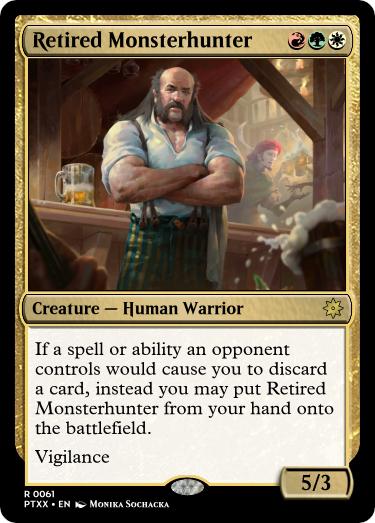 Retired Monsterhunter
Creature — Human Warrior
If a spell or ability an opponent
controls would cause you to discard
a card, instead you may put Retired
Monsterhunter from your hand onto
the battlefield.
Vigilance
5/3
R 0061
PTXX • EN Monika Sochacka